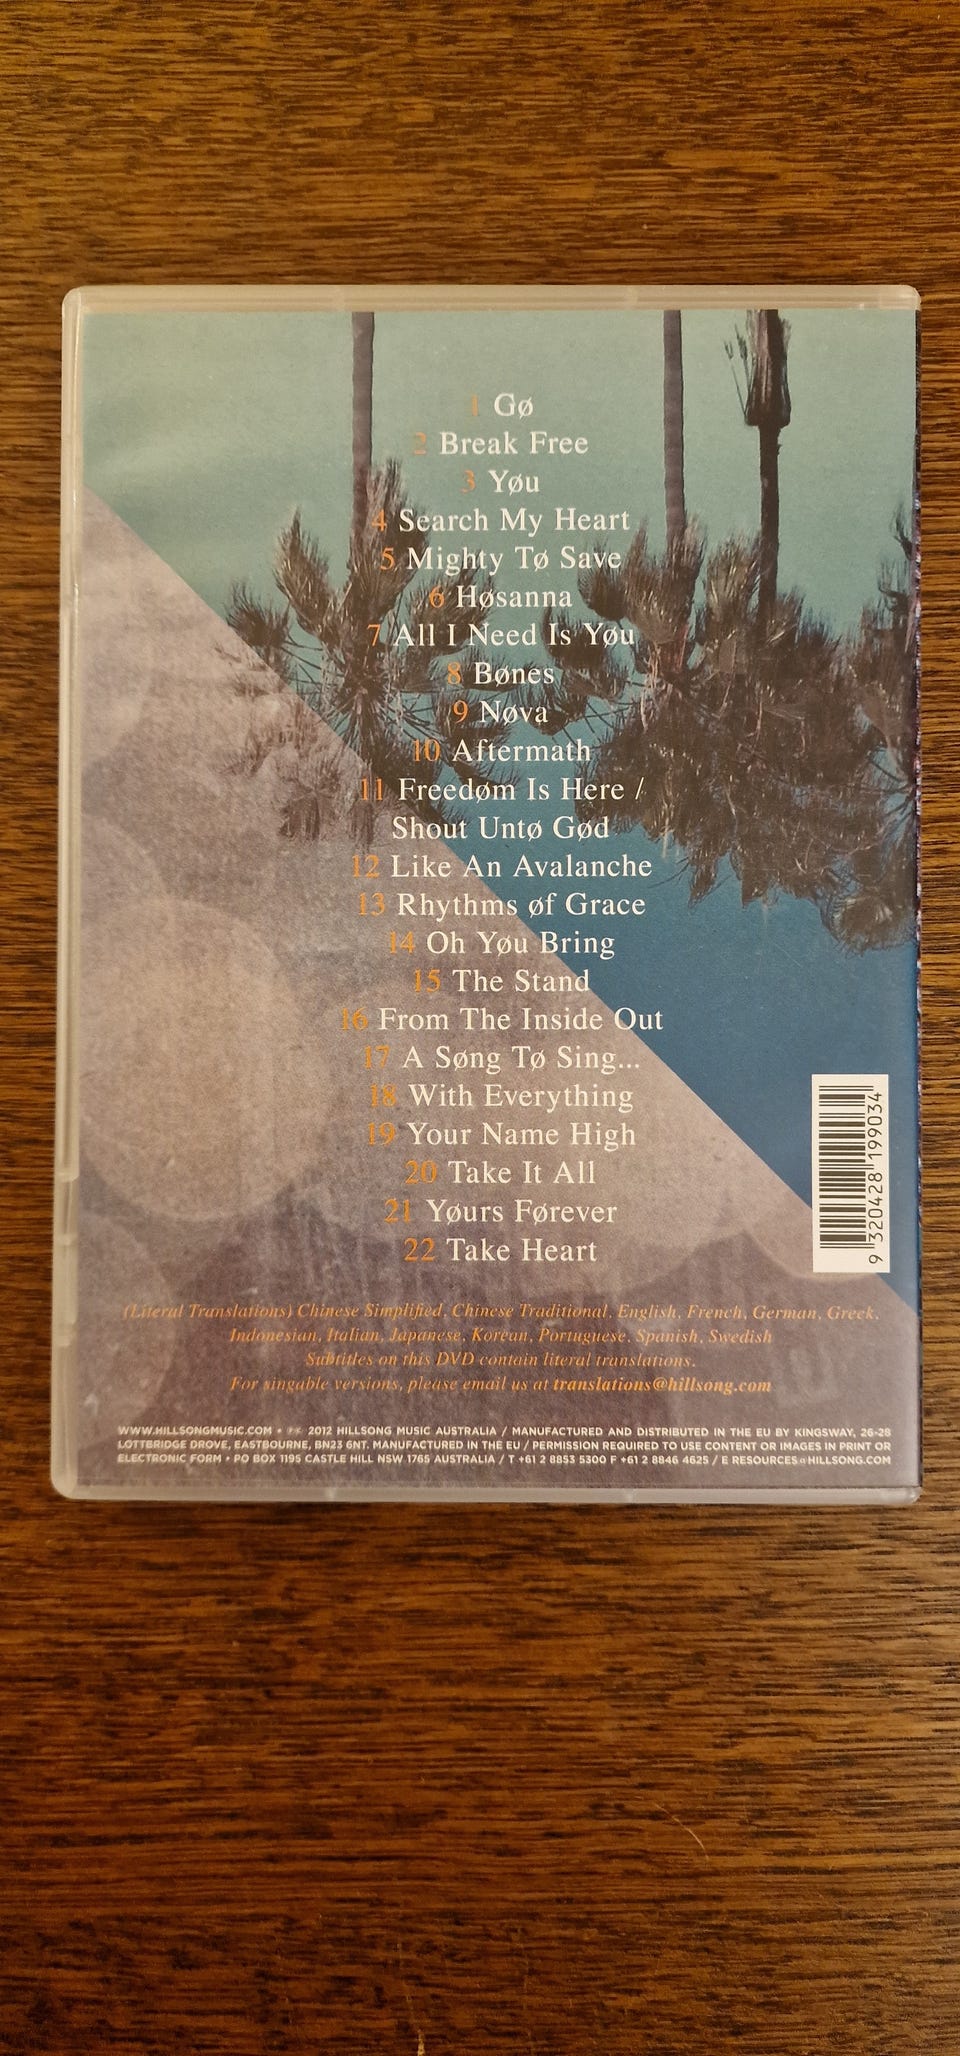 1 Gø
2 Break Free
3 Yøu
4 Search My Heart
5 Mighty Tø Save
6 Høsanna
7 All I Need Is Yøu
8 Bønes
9 Nøva
10 Aftermath
11 Freedøm Is Here /
Shout Untø Gød
12 Like An Avalanche
13 Rhythms øf Grace
14 Oh Yøu Bring
15 The Stand
16 From The Inside Out
17 A Søng Tø Sing...
18 With Everything
19 Your Name High
20 Take It All
21 Yøurs Førever
22 Take Heart
9 320428 199034
(Literal Translations) Chinese Simplified, Chinese Traditional, English, French, German, Greek,
Indonesian, Italian, Japanese, Korean, Portuguese, Spanish, Swedish
Subtitles on this DVD contain literal translations.
For singable versions, please email us at translations@hillsong.com
WWW.HILLSONGMUSIC.COM • ℗© 2012 HILLSONG MUSIC AUSTRALIA / MANUFACTURED AND DISTRIBUTED IN THE EU BY KINGSWAY, 26-28
LOTTBRIDGE DROVE, EASTBOURNE, BN23 6NT. MANUFACTURED IN THE EU / PERMISSION REQUIRED TO USE CONTENT OR IMAGES IN PRINT OR
ELECTRONIC FORM • PO BOX 1195 CASTLE HILL NSW 1765 AUSTRALIA / T +61 2 8853 5300 F +61 2 8846 4625 / E RESOURCES@HILLSONG.COM